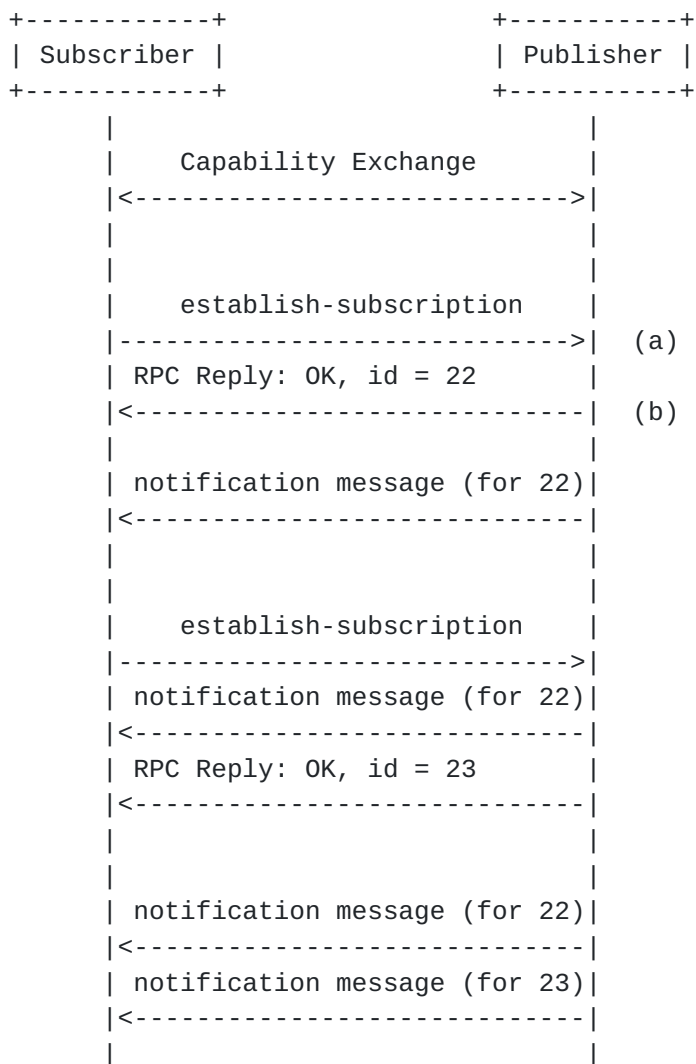 +------------+                 +-----------+
| Subscriber |                 | Publisher |
+------------+                 +-----------+
      |                              |
      |    Capability Exchange       |
      |<---------------------------->|
      |                              |
      |                              |
      |    establish-subscription    |
      |----------------------------->|  (a)
      | RPC Reply: OK, id = 22       |
      |<-----------------------------|  (b)
      |                              |
      | notification message (for 22)|
      |<-----------------------------|
      |                              |
      |                              |
      |    establish-subscription    |
      |----------------------------->|
      | notification message (for 22)|
      |<-----------------------------|
      | RPC Reply: OK, id = 23       |
      |<-----------------------------|
      |                              |
      |                              |
      | notification message (for 22)|
      |<-----------------------------|
      | notification message (for 23)|
      |<-----------------------------|
      |                              |